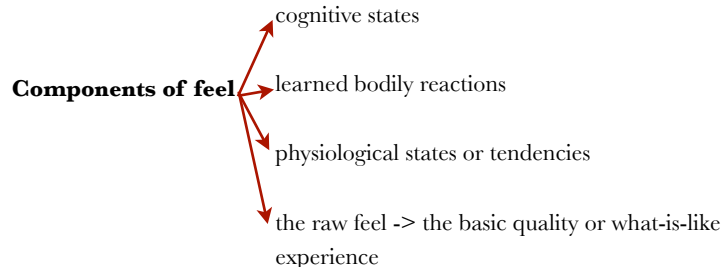 cognitive states
Components of feel
learned bodily reactions
physiological states or tendencies
the raw feel -> the basic quality or what-is-like
experience